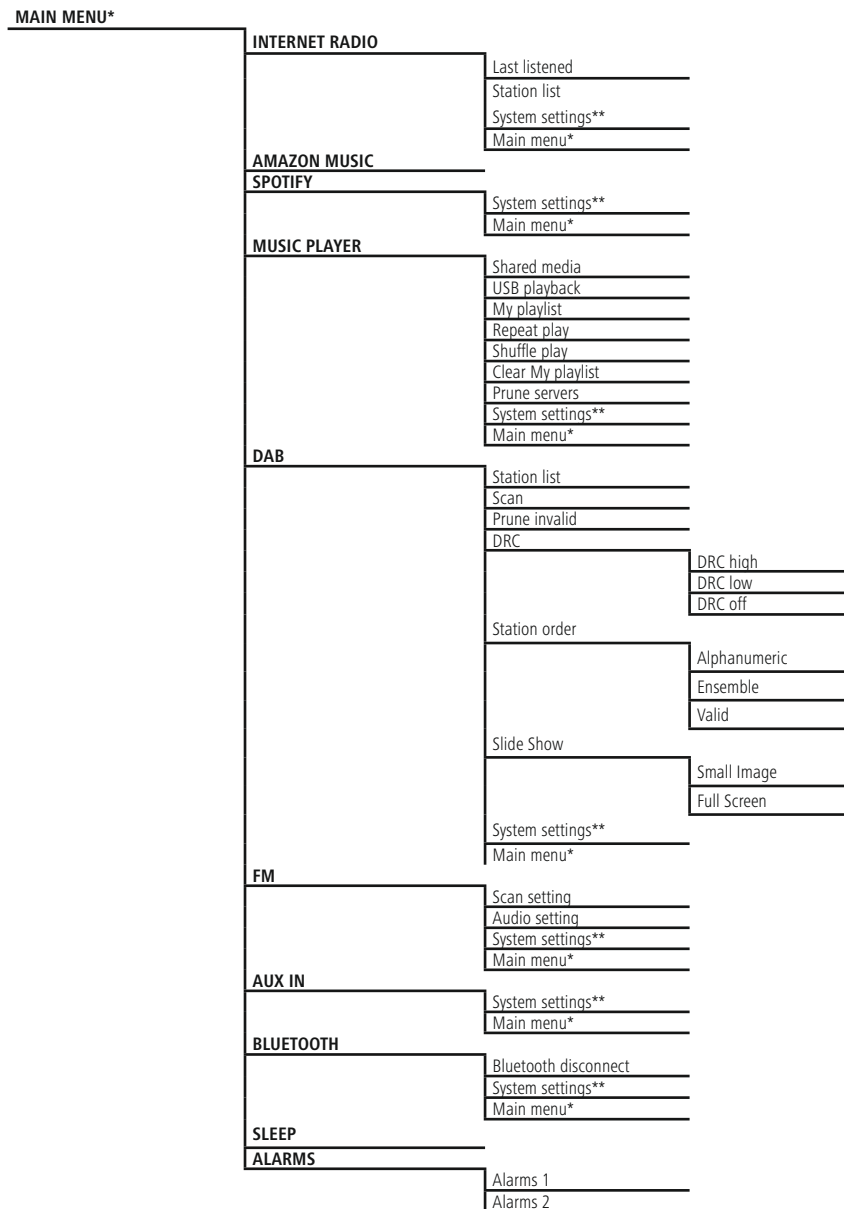 MAIN MENU*
INTERNET RADIO
Last listened
Station list
System settings**
Main menu*
AMAZON MUSIC
SPOTIFY
System settings**
Main menu*
MUSIC PLAYER
Shared media
USB playback
My playlist
Repeat play
Shuffle play
Clear My playlist
Prune servers
System settings**
Main menu*
DAB
Station list
Scan
Prune invalid
DRC
DRC high
DRC low
DRC off
Station order
Alphanumeric
Ensemble
Valid
Slide Show
Small Image
Full Screen
System settings**
Main menu*
FM
Scan setting
Audio setting
System settings**
Main menu*
AUX IN
System settings**
Main menu*
BLUETOOTH
Bluetooth disconnect
System settings**
Main menu*
SLEEP
ALARMS
Alarms 1
Alarms 2